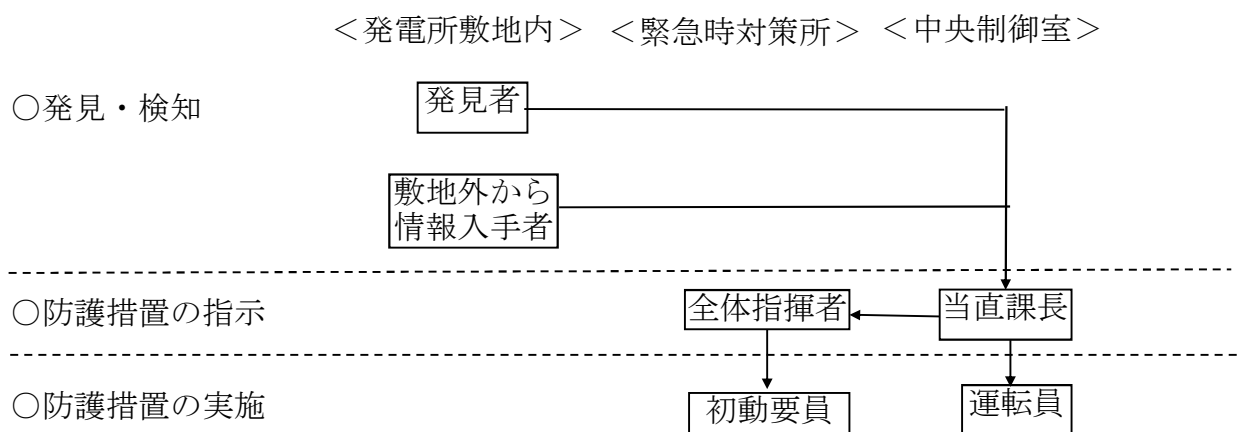 ＜発電所敷地内＞ ＜緊急時対策所＞ ＜中央制御室＞
○発見・検知
発見者
敷地外から
情報入手者
○防護措置の指示
全体指揮者
当直課長
○防護措置の実施
初動要員
運転員